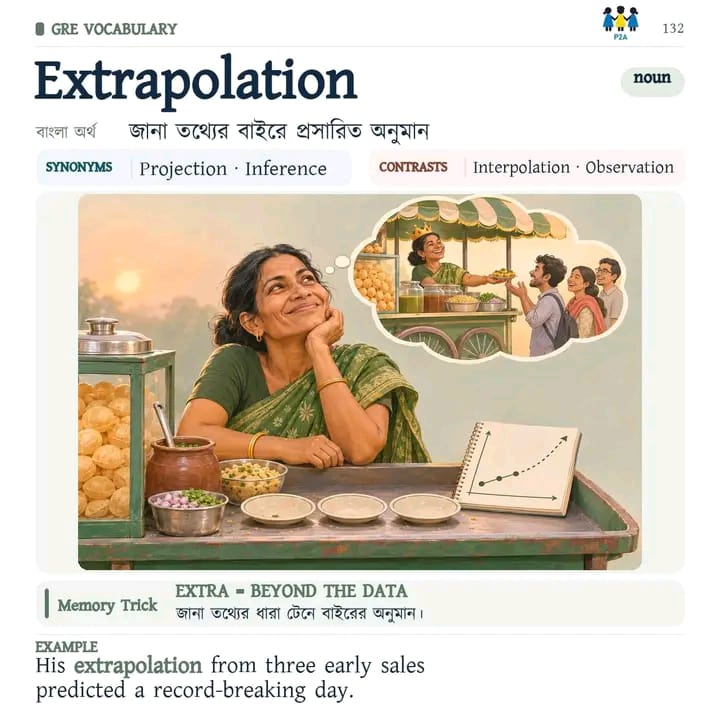 GRE VOCABULARY
P2A
132
Extrapolation
noun
বাংলা অর্থ জানা তথ্যের বাইরে প্রসারিত অনুমান
SYNONYMS Projection · Inference
CONTRASTS Interpolation · Observation
Memory Trick
EXTRA = BEYOND THE DATA
জানা তথ্যের ধারা টেনে বাইরের অনুমান।
EXAMPLE
His extrapolation from three early sales
predicted a record-breaking day.